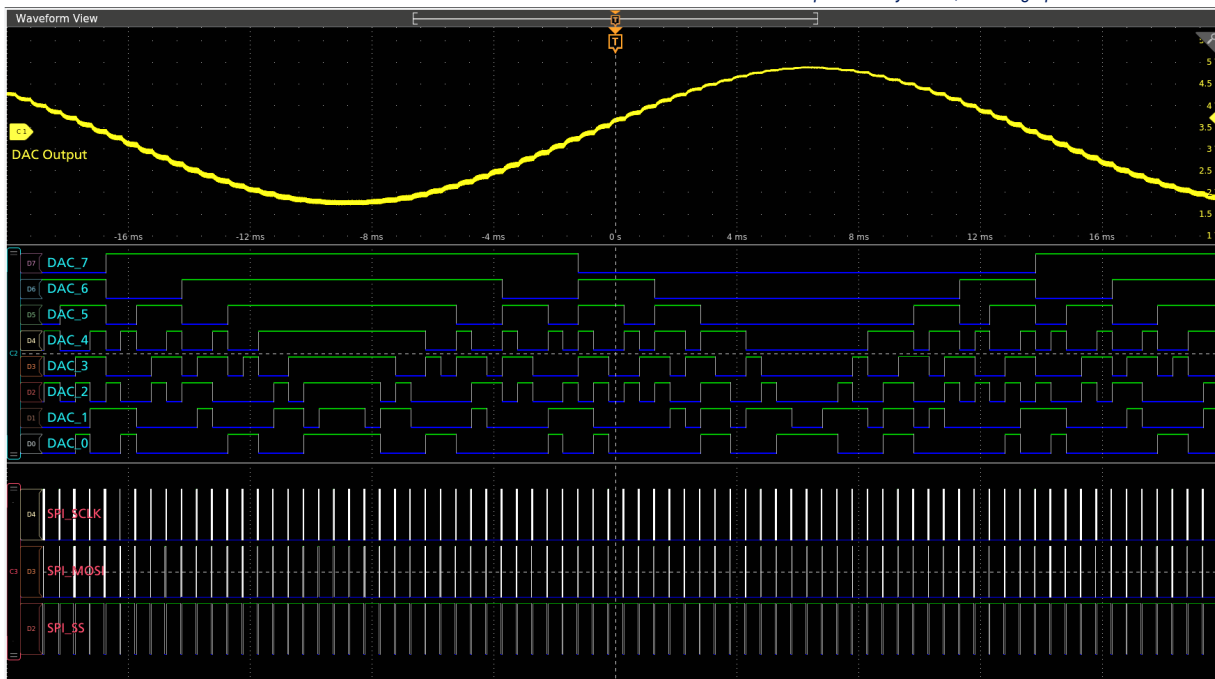 Waveform View
T
T
5
4.5
4
3.5
3
2.5
2
1.5
1
C 1
DAC Output
-16 ms
-12 ms
-8 ms
-4 ms
0 s
4 ms
8 ms
12 ms
16 ms
D7 DAC_7
D6 DAC_6
D5 DAC_5
D4 DAC_4
C2
D3 DAC_3
D2 DAC_2
D1 DAC_1
D0 DAC_0
D4 SPI_SCLK
C3 D3 SPI_MOSI
D2 SPI_SS